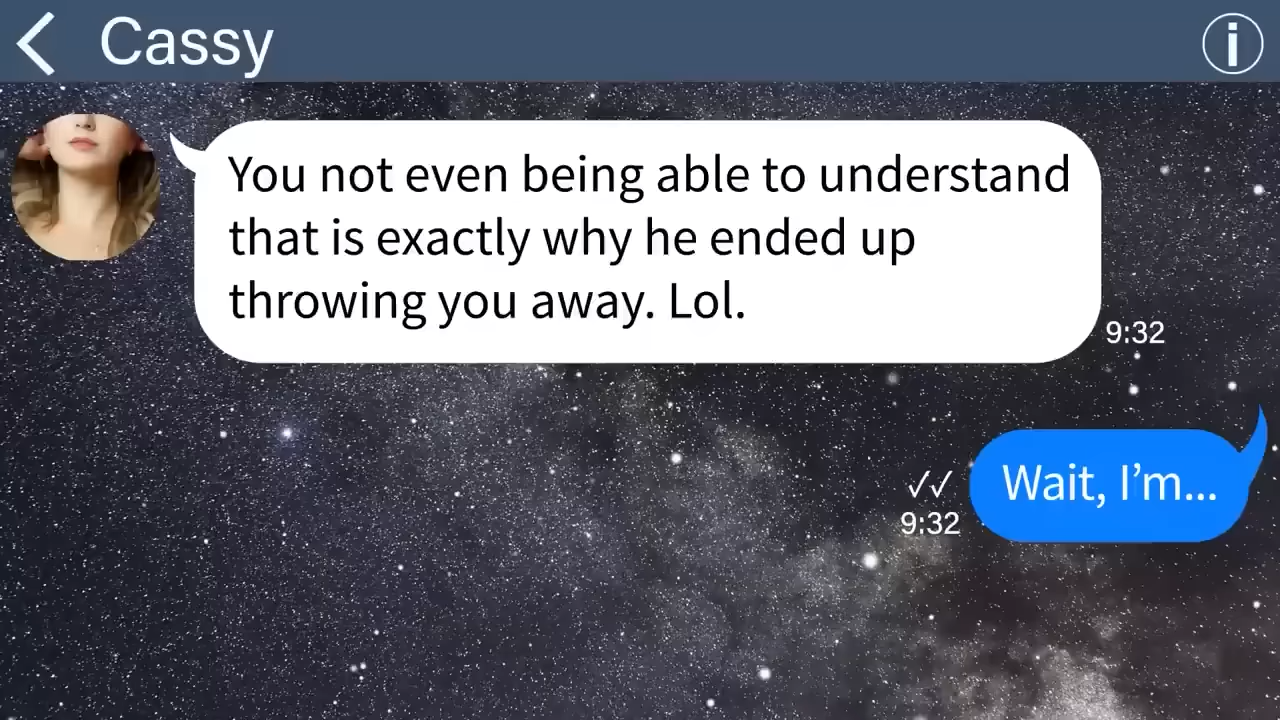 Cassy
You not even being able to understand
that is exactly why he ended up
throwing you away. Lol.
9:32
Wait, I’m...
9:32